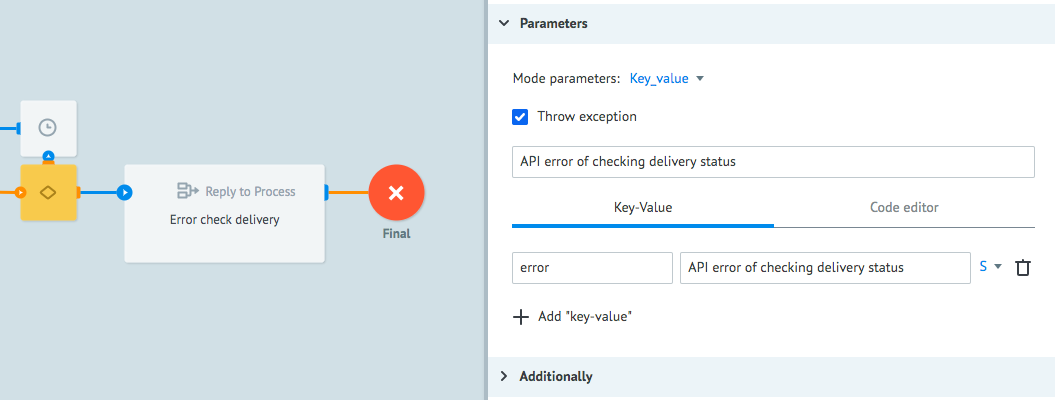 Reply to Process
Error check delivery
Final
Parameters
Mode parameters: Key_value
Throw exception
API error of checking delivery status
Key-Value Code editor
error API error of checking delivery status S
Add "key-value"
Additionally